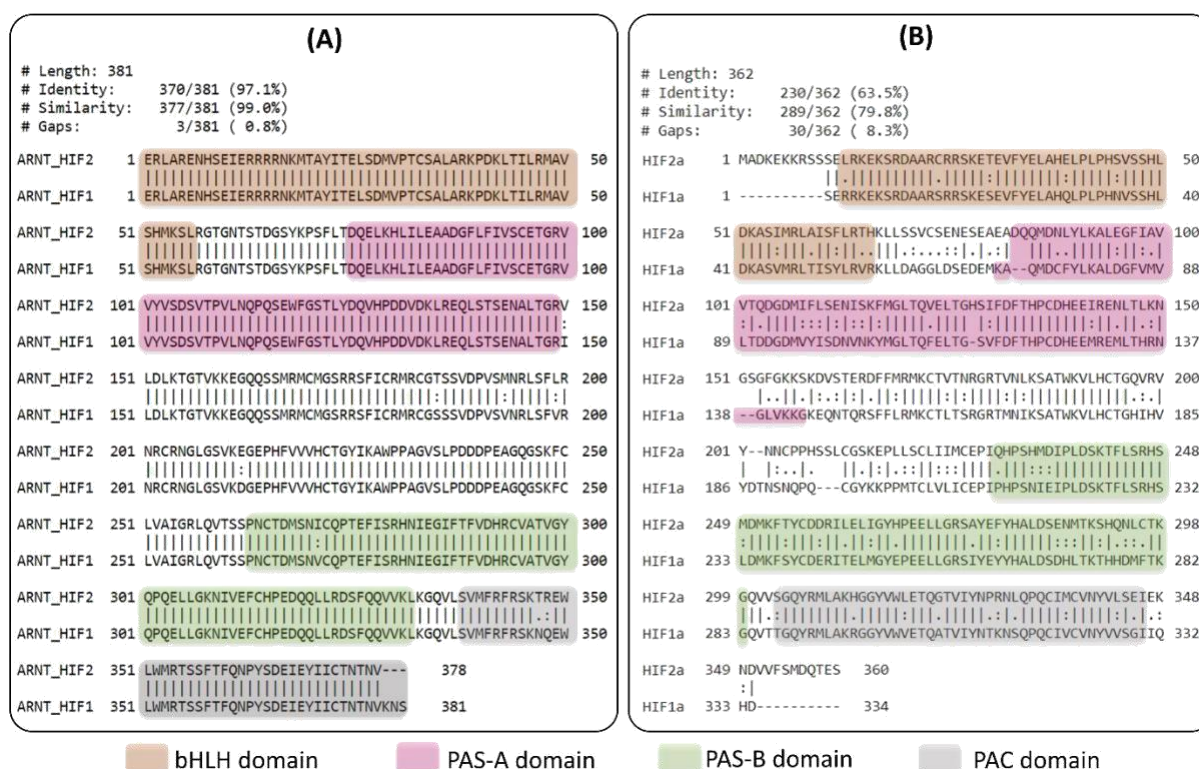 (A)
# Length: 381
# Identity: 370/381 (97.1%)
# Similarity: 377/381 (99.0%)
# Gaps: 3/381 ( 0.8%)
ARNT_HIF2 1 ERLARENHSEIERRRRNKMTAYITELSDMVPTCSALARKPDKLTILRMAV 50
ARNT_HIF1 1 ERLARENHSEIERRRRNKMTAYITELSDMVPTCSALARKPDKLTILRMAV 50
ARNT_HIF2 51 SHMKSLRGTGNTSTDGSYKPSFLTDQELKHLILEAADGFLFIVSCETGRV 100
ARNT_HIF1 51 SHMKSLRGTGNTSTDGSYKPSFLTDQELKHLILEAADGFLFIVSCETGRV 100
ARNT_HIF2 101 VYVSDSVTPVLNQPQSEWFGSTLYDQVHPDDVDKLREQLSTSENALTGRV 150
ARNT_HIF1 101 VYVSDSVTPVLNQPQSEWFGSTLYDQVHPDDVDKLREQLSTSENALTGRI 150
ARNT_HIF2 151 LDLKTGTVKKEGQQSSMRMCMGSRRSFICRMRCGTSSVDPVSMNRLSFLR 200
ARNT_HIF1 151 LDLKTGTVKKEGQQSSMRMCMGSRRSFICRMRCGSSSVDPVSVNRLSFVR 200
ARNT_HIF2 201 NRCRNGLGSVKEGEPHFVVVHCTGYIKAWPPAGVSLPDDDPEAGQGSKFC 250
ARNT_HIF1 201 NRCRNGLGSVKDGEPHFVVVHCTGYIKAWPPAGVSLPDDDPEAGQGSKFC 250
ARNT_HIF2 251 LVAIGRLQVTSSPNCTDMSNICQPTEFISRHNIEGIFTFVDHRCVATVGY 300
ARNT_HIF1 251 LVAIGRLQVTSSPNCTDMSNVCQPTEFISRHNIEGIFTFVDHRCVATVGY 300
ARNT_HIF2 301 QPQELLGKNIVEFCHPEDQQLLRDSFQQVVKLKGQVLSVMFRFRSKTREW 350
ARNT_HIF1 301 QPQELLGKNIVEFCHPEDQQLLRDSFQQVVKLKGQVLSVMFRFRSKNQEW 350
ARNT_HIF2 351 LWMRTSSFTFQNPYSDEIEYIICTNTNV--- 378
ARNT_HIF1 351 LWMRTSSFTFQNPYSDEIEYIICTNTNVKNS 381
(B)
# Length: 362
# Identity: 230/362 (63.5%)
# Similarity: 289/362 (79.8%)
# Gaps: 30/362 ( 8.3%)
HIF2a 1 MADKEKKRSSSELRKEKSRDAARCRRSKETEVFYELAHELPLPHSVSSHL 50
HIF1a 1 ----------SERRKEKSRDAARSRRSKESEVFYELAHQLPLPHNVSSHL 40
HIF2a 51 DKASIMRLAISFLRTHKLLSSVCSENESEAEADQQMDNLYLKALEGFIAV 100
HIF1a 41 DKASVMRLTISYLRVRKLLDAGGLDSEDEMKA--QMDCFYLKALDGFVMV 88
HIF2a 101 VTQDGDMIFLSENISKFMGLTQVELTGHSIFDFTHPCDHEEIRENLTLKN 150
HIF1a 89 LTDDGDMVYISDNVNKYMGLTQFELTG-SVFDFTHPCDHEEMREMLTHRN 137
HIF2a 151 GSGFGKKSKDVSTERDFFMRMKCTVTNRGRTVNLKSATWKVLHCTGQVRV 200
HIF1a 138 --GLVKKGKEQNTQRSFFLRMKCTLTSRGRTMNIKSATWKVLHCTGHIHV 185
HIF2a 201 Y--NNCPPHSSLCGSKEPLLSCLIIMCEPIQHPSHMDIPLDSKTFLSRHS 248
HIF1a 186 YDTNSNQPQ---CGYKKPPMTCLVLICEPIPHPSNIEIPLDSKTFLSRHS 232
HIF2a 249 MDMKFTYCDDRILELIGYHPEELLGRSAYEFYHALDSENMTKSHQNLCTK 298
HIF1a 233 LDMKFSYCDERITELMGYEPEELLGRSIYEYYHALDSDHLTKTHHDMFTK 282
HIF2a 299 GQVVSGQYRMLAKHGGYVWLETQGTVIYNPRNLQPQCIMCVNYVLSEIEK 348
HIF1a 283 GQVTTGQYRMLAKRGGYVWVETQATVIYNTKNSQPQCIVCVNYVVSGIIQ 332
HIF2a 349 NDVVFSMDQTES 360
HIF1a 333 HD---------- 334
bHLH domain
PAS-A domain
PAS-B domain
PAC domain